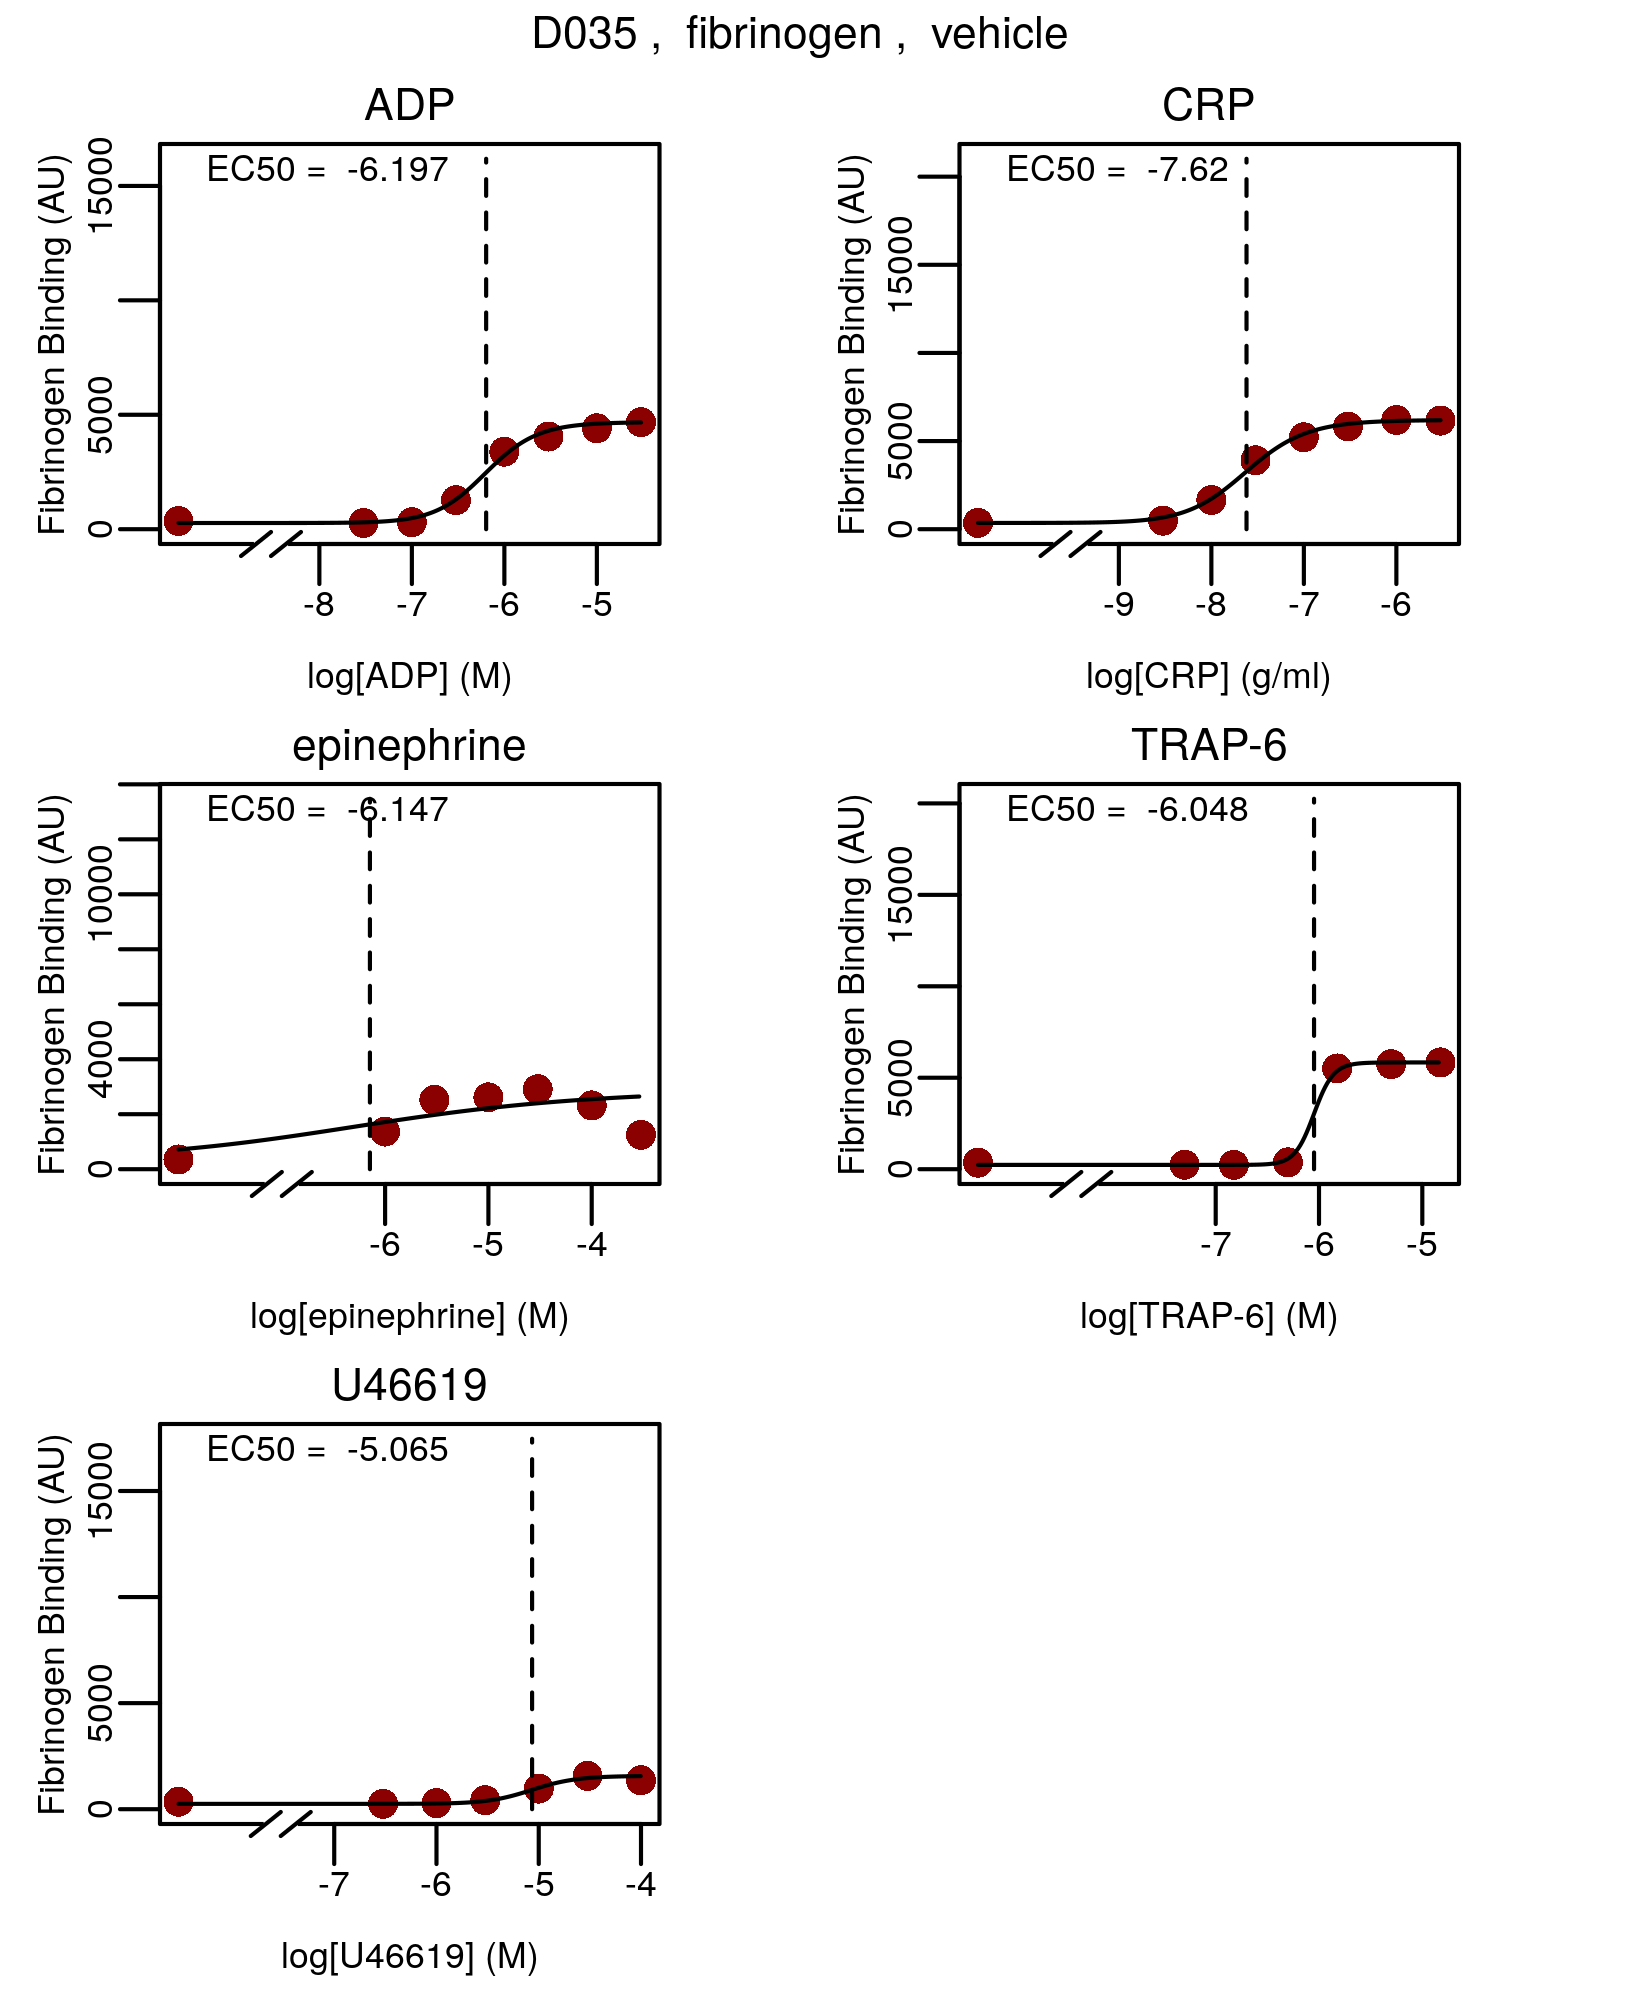 D035 ,  fibrinogen ,  vehicle
ADP
EC50 =  -6.197
Fibrinogen Binding (AU)
15000
5000
0
-8 -7 -6 -5
log[ADP] (M)
CRP
EC50 =  -7.62
Fibrinogen Binding (AU)
15000
5000
0
-9 -8 -7 -6
log[CRP] (g/ml)
epinephrine
EC50 =  -6.147
Fibrinogen Binding (AU)
10000
4000
0
-6 -5 -4
log[epinephrine] (M)
TRAP-6
EC50 =  -6.048
Fibrinogen Binding (AU)
15000
5000
0
-7 -6 -5
log[TRAP-6] (M)
U46619
EC50 =  -5.065
Fibrinogen Binding (AU)
15000
5000
0
-7 -6 -5 -4
log[U46619] (M)